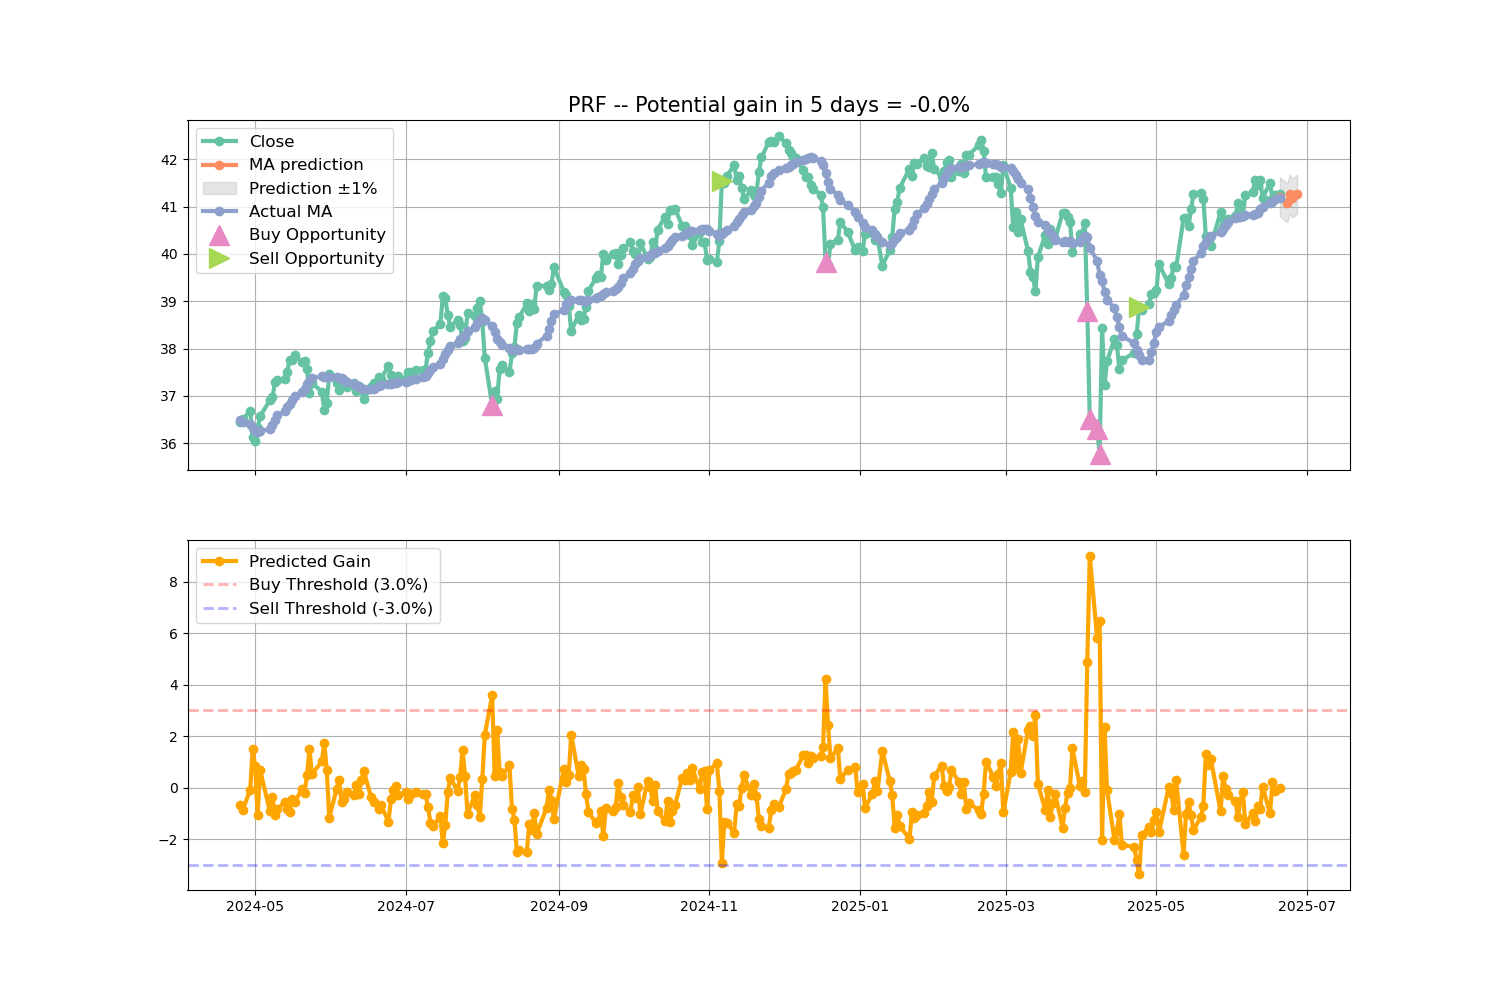 PRF -- Potential gain in 5 days = -0.0%
Close
MA prediction
Prediction ±1%
Actual MA
Buy Opportunity
Sell Opportunity
42
41
40
39
38
37
36
Predicted Gain
Buy Threshold (3.0%)
Sell Threshold (-3.0%)
8
6
4
2
0
−2
2024-05 2024-07 2024-09 2024-11 2025-01 2025-03 2025-05 2025-07